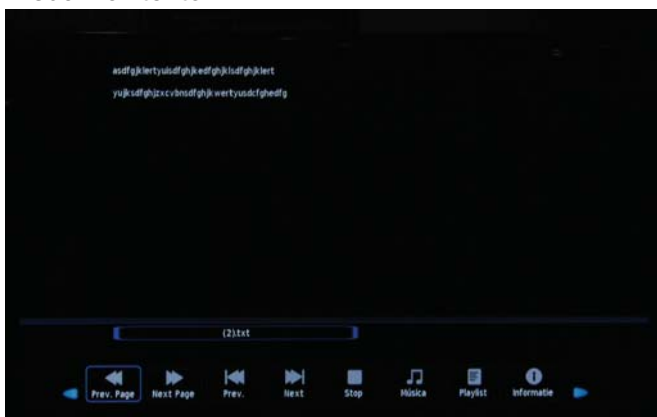 asdfgjklertyuisdfghjkedfghjklsdfghjklert
yujksdfghjzxcvbnsdfghjkwertyusdcfghedfg
(2).txt
Prev. Page Next Page Prev. Next Stop Música Playlist Informatie